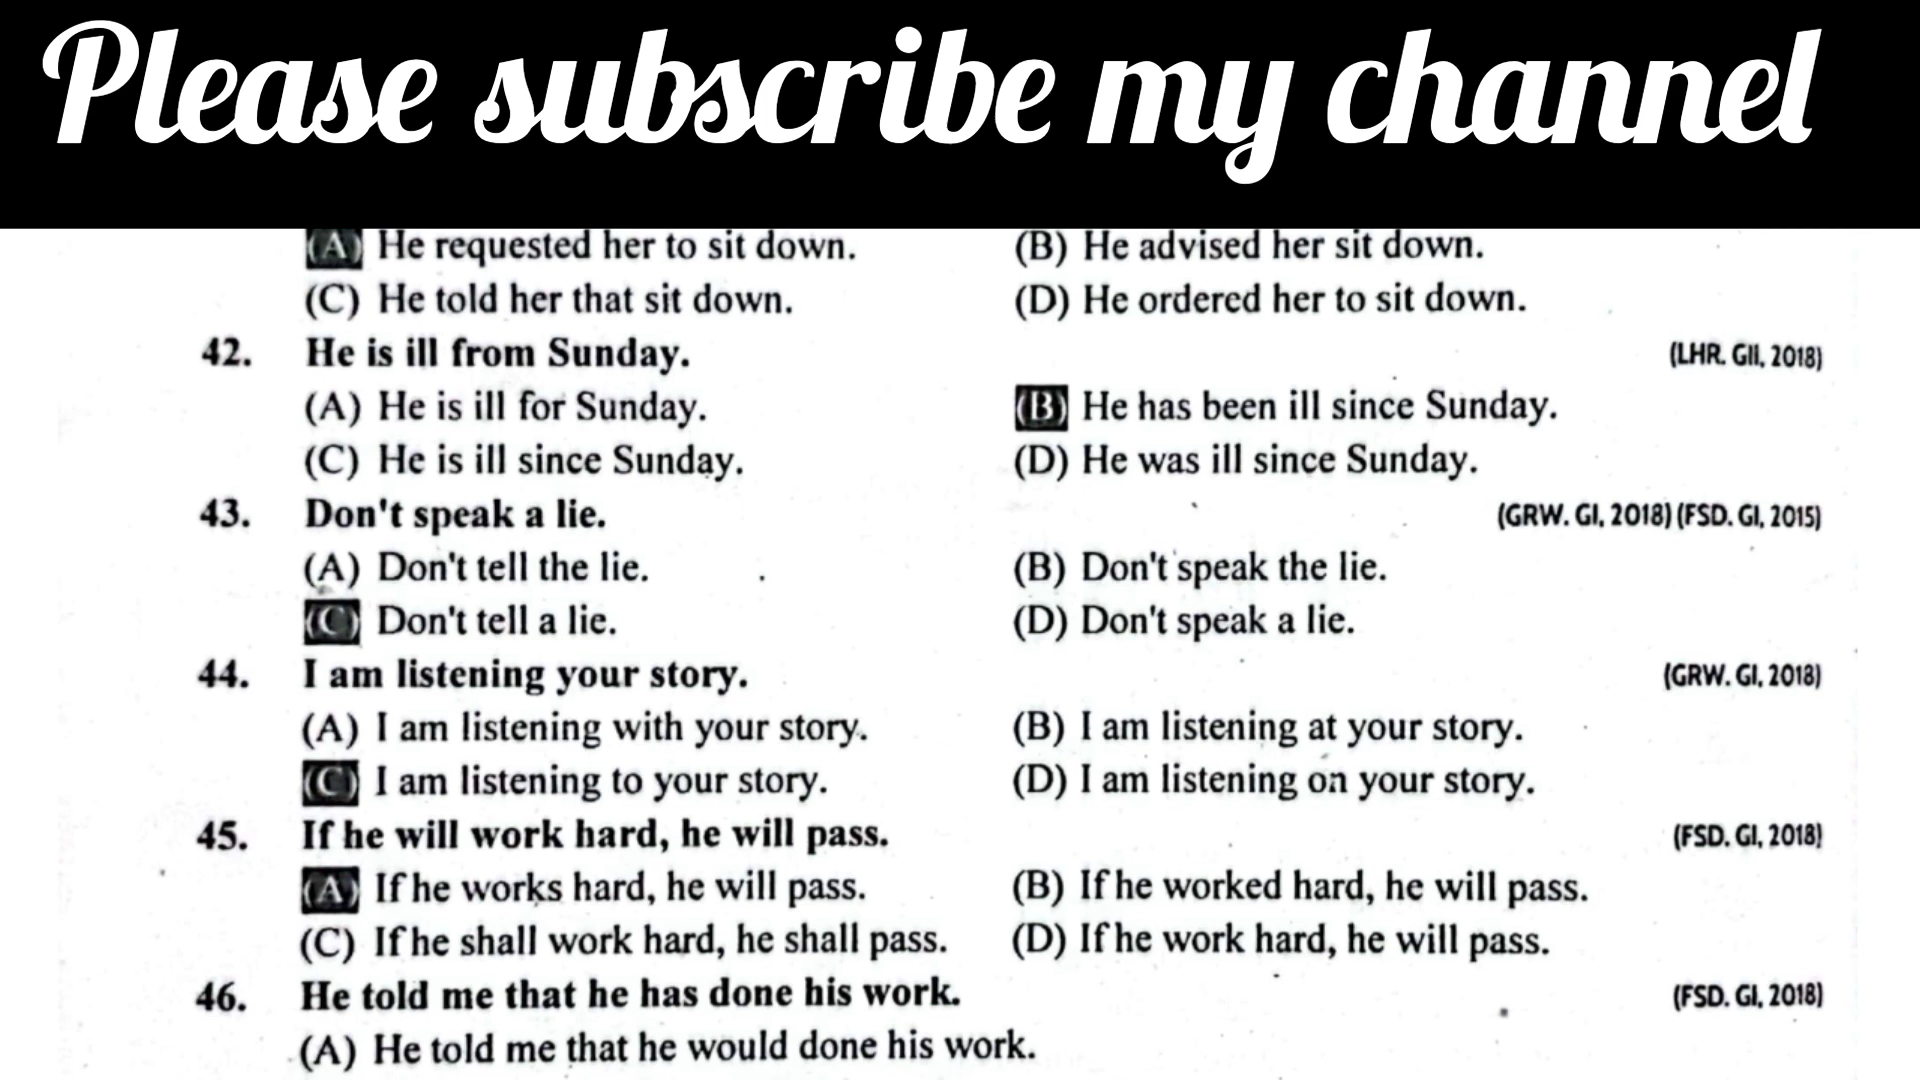 Please subscribe my channel
(A) He requested her to sit down. (B) He advised her sit down.
(C) He told her that sit down. (D) He ordered her to sit down.
42. He is ill from Sunday. (LHR. GII, 2018)
(A) He is ill for Sunday. (B) He has been ill since Sunday.
(C) He is ill since Sunday. (D) He was ill since Sunday.
43. Don't speak a lie. (GRW. GI, 2018) (FSD. GI, 2015)
(A) Don't tell the lie. (B) Don't speak the lie.
(C) Don't tell a lie. (D) Don't speak a lie.
44. I am listening your story. (GRW. GI, 2018)
(A) I am listening with your story. (B) I am listening at your story.
(C) I am listening to your story. (D) I am listening on your story.
45. If he will work hard, he will pass. (FSD. GI, 2018)
(A) If he works hard, he will pass. (B) If he worked hard, he will pass.
(C) If he shall work hard, he shall pass. (D) If he work hard, he will pass.
46. He told me that he has done his work. (FSD. GI, 2018)
(A) He told me that he would done his work.